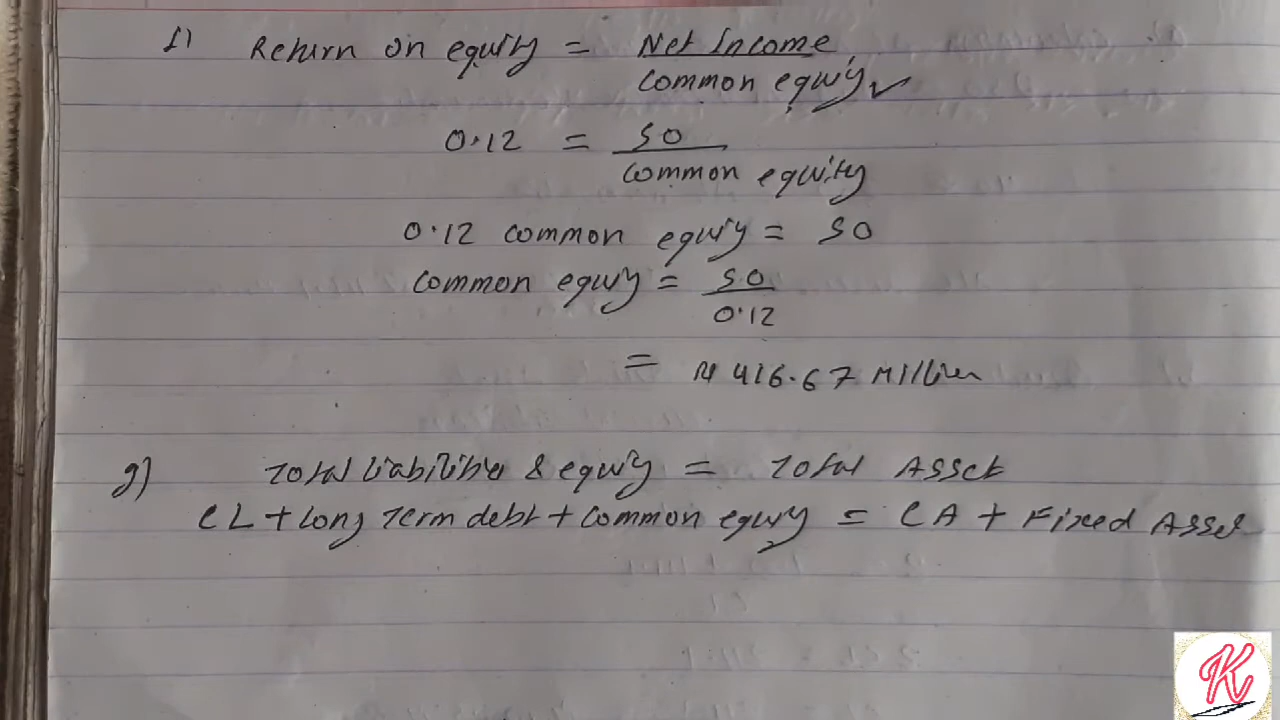 f) Return on equity = Net Income / Common equity ✓
0.12 = 50 / Common equity
0.12 common equity = 50
Common equity = 50 / 0.12
= Rs 416.67 Million
g) Total Liabilities & equity = Total Asset
CL + Long Term debt + Common equity = CA + Fixed Asset
K